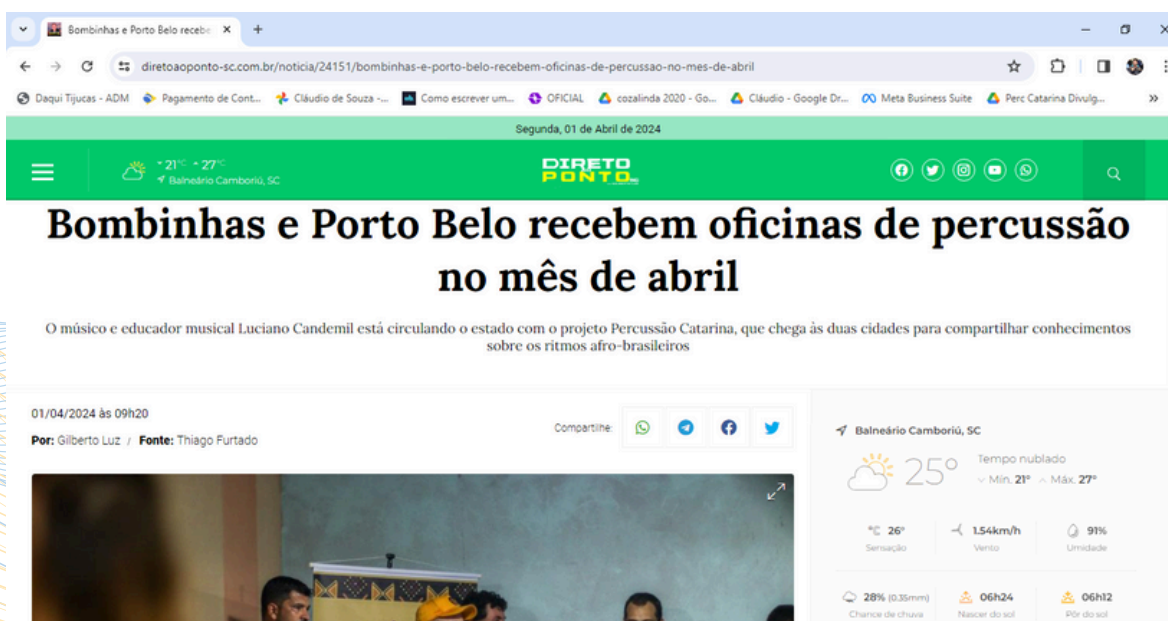 Bombinhas e Porto Belo recebe
diretoaoponto-sc.com.br/noticia/24151/bombinhas-e-porto-belo-recebem-oficinas-de-percussao-no-mes-de-abril
Daqui Tijucas - ADM Pagamento de Cont... Cláudio de Souza -... Como escrever um... OFICIAL cozalinda 2020 - Go... Cláudio - Google Dr... Meta Business Suite Perc Catarina Divulg... »
Segunda, 01 de Abril de 2024
21°C 27°C
Balneário Camboriú, SC
DIRETO
PONTO
Bombinhas e Porto Belo recebem oficinas de percussão
no mês de abril
O músico e educador musical Luciano Candemil está circulando o estado com o projeto Percussão Catarina, que chega às duas cidades para compartilhar conhecimentos
sobre os ritmos afro-brasileiros
01/04/2024 às 09h20
Por: Gilberto Luz / Fonte: Thiago Furtado
Compartilhe:
Balneário Camboriú, SC
25°
Tempo nublado
Mín. 21° Máx. 27°
°C 26° 1.54km/h 91%
Sensação Vento Umidade
28% (0.35mm) 06h24 06h12
Chance de chuva Nascer do sol Pôr do sol